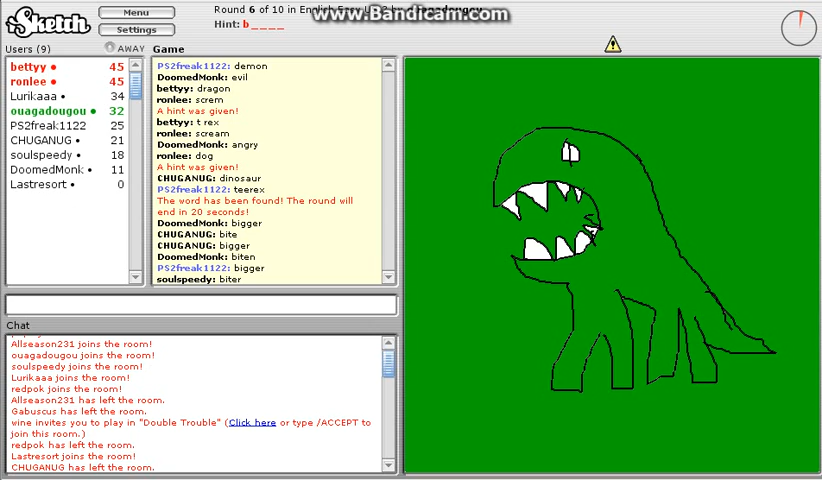 www.Bandicam.com
iSketch
Menu
Settings
Round 6 of 10 in English Easy
Hint: b____
Users (9)
AWAY
Game
bettyy • 45
ronlee • 45
Lurikaaa • 34
ouagadougou • 32
PS2freak1122 25
CHUGANUG • 21
soulspeedy • 18
DoomedMonk • 11
Lastresort • 0
PS2freak1122: demon
DoomedMonk: evil
bettyy: dragon
ronlee: screm
A hint was given!
bettyy: t rex
ronlee: scream
DoomedMonk: angry
ronlee: dog
A hint was given!
CHUGANUG: dinosaur
PS2freak1122: teerex
The word has been found! The round will
end in 20 seconds!
DoomedMonk: bigger
CHUGANUG: bite
CHUGANUG: bigger
DoomedMonk: biten
PS2freak1122: bigger
soulspeedy: biter
Chat
Allseason231 joins the room!
ouagadougou joins the room!
soulspeedy joins the room!
Lurikaaa joins the room!
redpok joins the room!
Allseason231 has left the room.
Gabuscus has left the room.
wine invites you to play in "Double Trouble" (Click here or type /ACCEPT to
join this room.)
redpok has left the room.
Lastresort joins the room!
CHUGANUG has left the room.